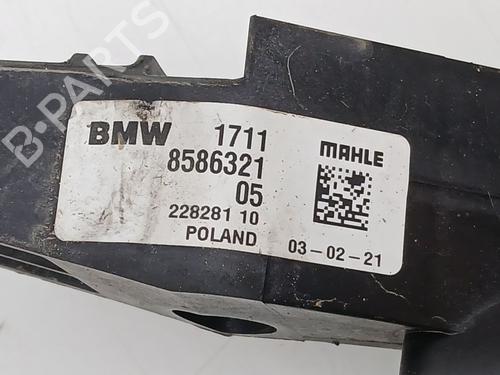 B-PARTS
BMW 1711
8586321
05
228281 10
POLAND
MAHLE
03-02-21